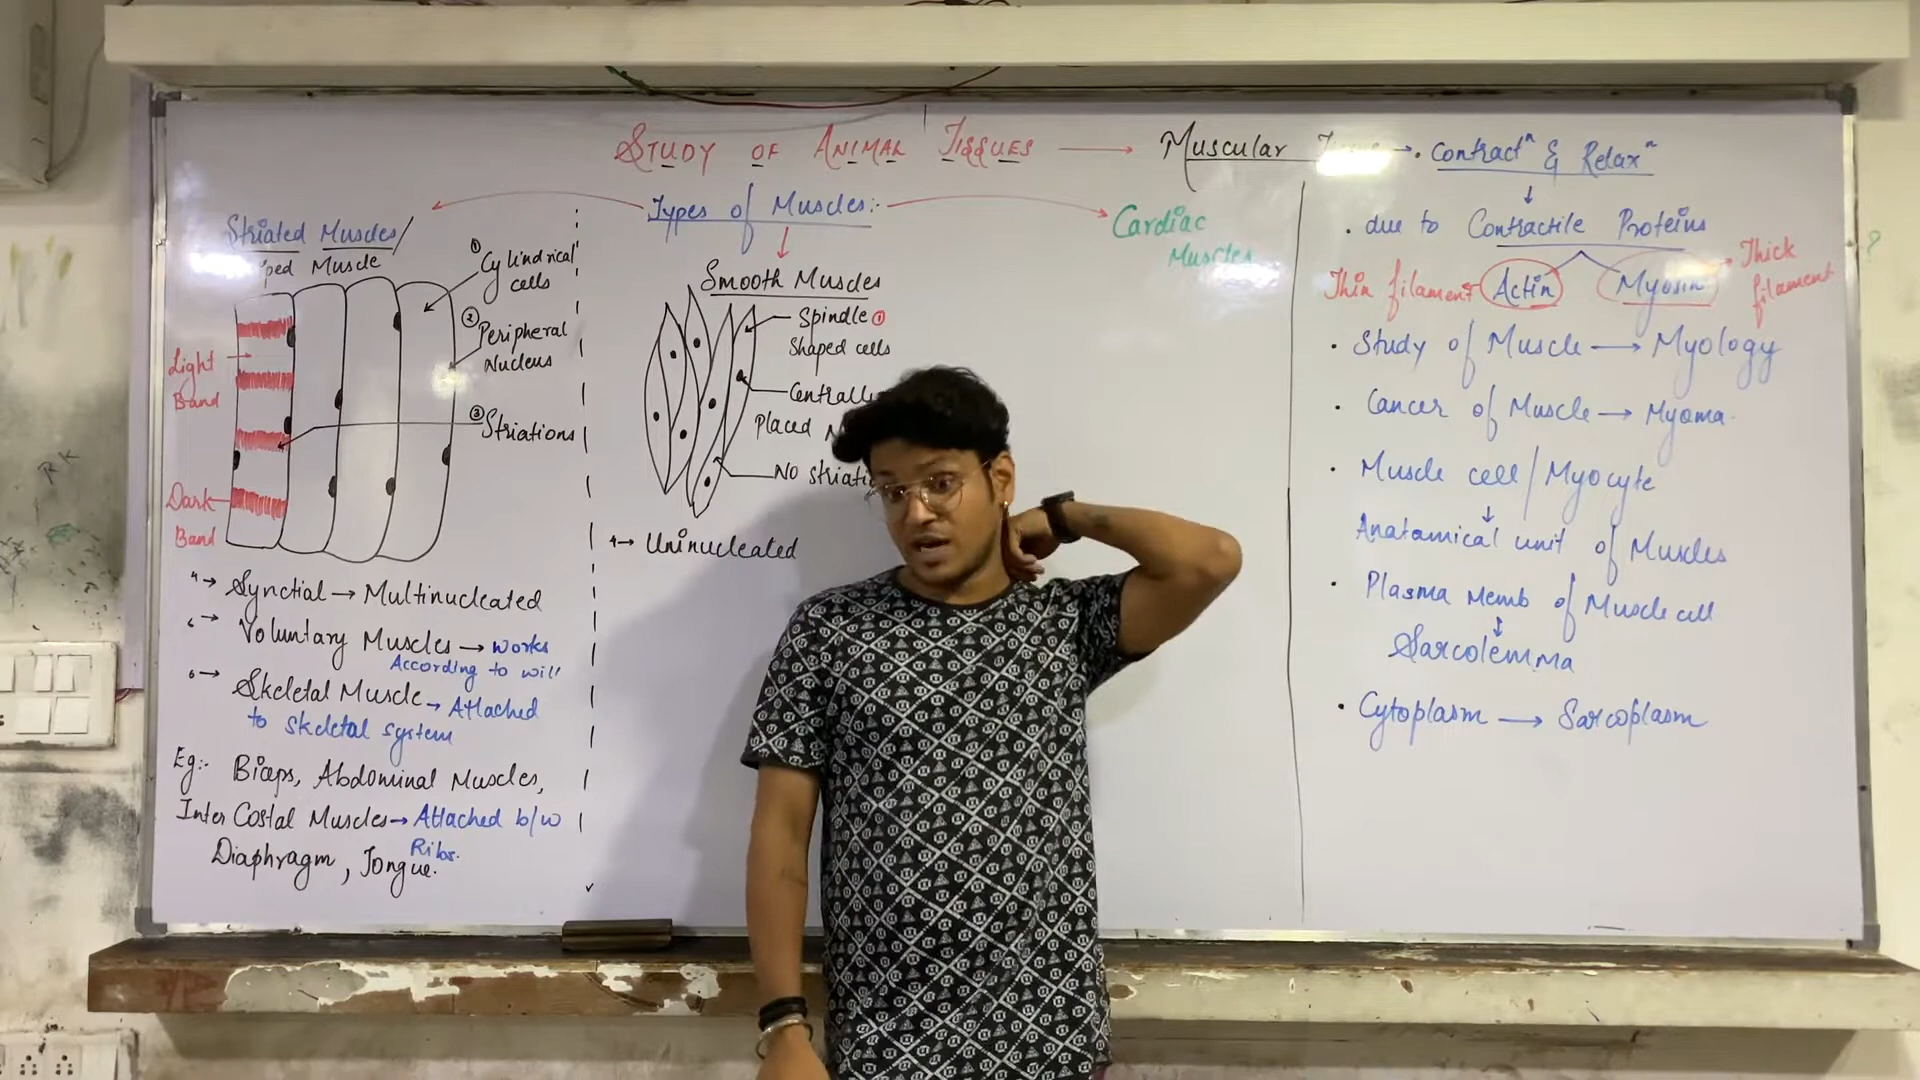 STUDY OF ANIMAL TISSUES → Muscular → . Contractⁿ & Relaxⁿ
Types of Muscles:-
Striated Muscles/
Muscle
① Cylindrical
cells
② Peripheral
Nucleus
③ Striations
Light
Band
Dark
Band
4→ Synctial → Multinucleated
Voluntary Muscles → works
According to will
6→ Skeletal Muscle → Attached
to skeletal system
Eg:- Biceps, Abdominal Muscles,
Inter Costal Muscles → Attached b/w
Ribs.
Diaphragm, Tongue.
Smooth Muscles
Spindle ①
Shaped cells
Centrally
placed
NO
4→ Uninucleated
Cardiac
Muscles
↓
. due to Contractile Proteins
Thin filament Actin Myosin → Thick
filament
. Study of Muscle → Myology
. Cancer of Muscle → Myoma.
. Muscle cell / Myocyte
↓
Anatamical unit of Muscles
. Plasma Memb of Muscle cell
↕
Sarcolemma
. Cytoplasm → Sarcoplasm
RK